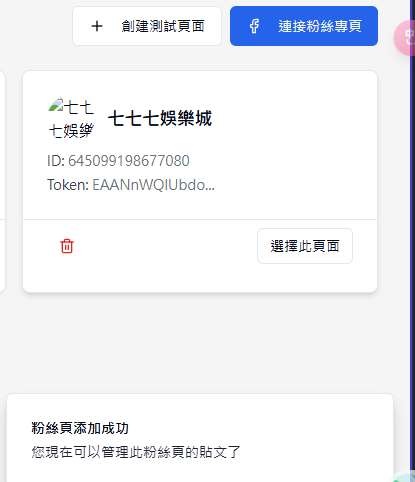 創建測試頁面
連接粉絲專頁
七七
七娛樂
七七七娛樂城
ID: 645099198677080
Token: EAANnWQIUbdo...
選擇此頁面
粉絲頁添加成功
您現在可以管理此粉絲頁的貼文了